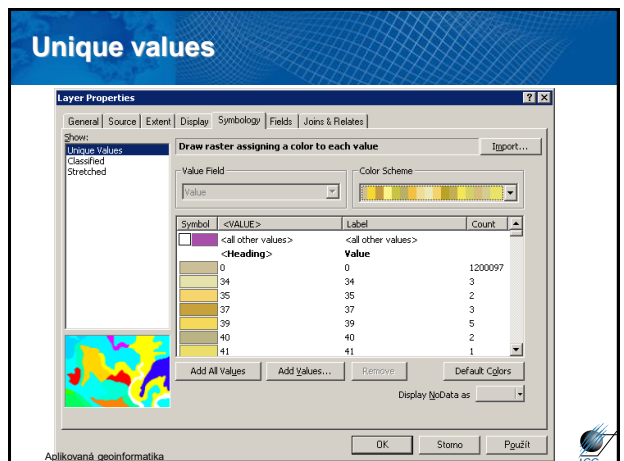 Unique values
Layer Properties
General Source Extent Display Symbology Fields Joins & Relates
Show:
Unique Values
Classified
Stretched
Draw raster assigning a color to each value
Import...
Value Field
Value
Color Scheme
Symbol <VALUE> Label Count
<all other values> <all other values>
<Heading> Value
0 0 1200097
34 34 3
35 35 2
37 37 3
39 39 5
40 40 2
41 41 1
Add All Values Add Values... Remove Default Colors
Display NoData as
OK Storno Použít
Aplikovaná geoinformatika